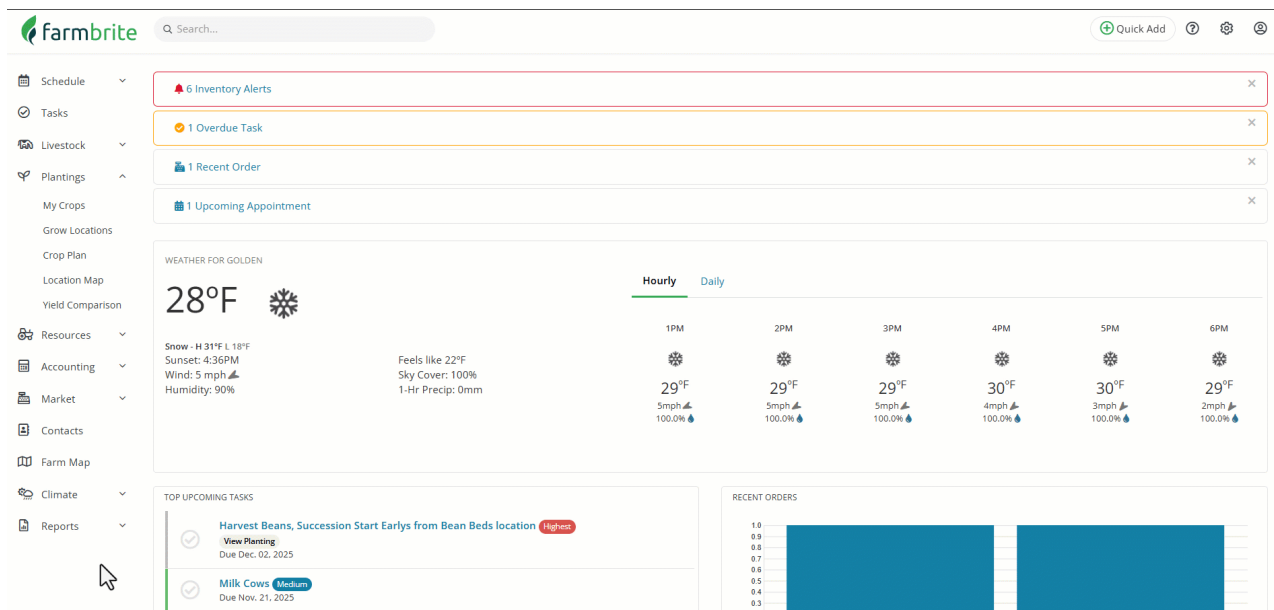 farmbrite
Search...
Quick Add
Schedule
Tasks
Livestock
Plantings
My Crops
Grow Locations
Crop Plan
Location Map
Yield Comparison
Resources
Accounting
Market
Contacts
Farm Map
Climate
Reports
6 Inventory Alerts
1 Overdue Task
1 Recent Order
1 Upcoming Appointment
WEATHER FOR GOLDEN
28°F
Snow - H 31°F L 18°F
Sunset: 4:36PM
Wind: 5 mph
Humidity: 90%
Feels like 22°F
Sky Cover: 100%
1-Hr Precip: 0mm
Hourly Daily
1PM 2PM 3PM 4PM 5PM 6PM
29°F 29°F 29°F 30°F 30°F 29°F
5mph 5mph 5mph 4mph 3mph 2mph
100.0% 100.0% 100.0% 100.0% 100.0% 100.0%
TOP UPCOMING TASKS
Harvest Beans, Succession Start Earlys from Bean Beds location Highest
View Planting
Due Dec. 02, 2025
Milk Cows Medium
Due Nov. 21, 2025
RECENT ORDERS
1.0
0.9
0.8
0.7
0.6
0.5
0.4
0.3